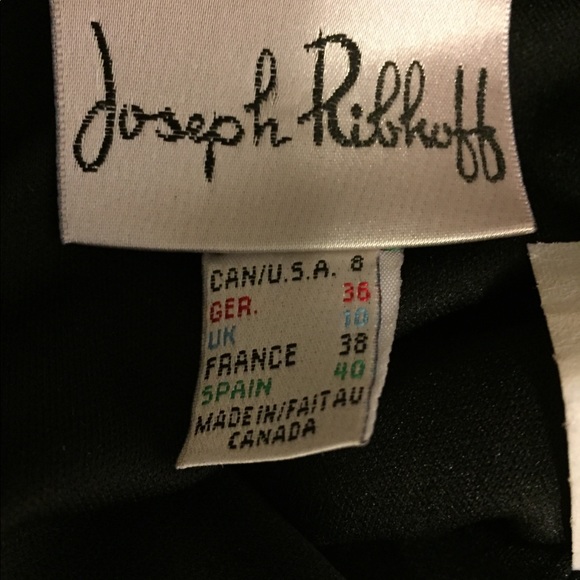 Joseph Ribkoff
CAN/U.S.A. 8
GER. 36
UK 10
FRANCE 38
SPAIN 40
MADE IN/FAIT AU
CANADA